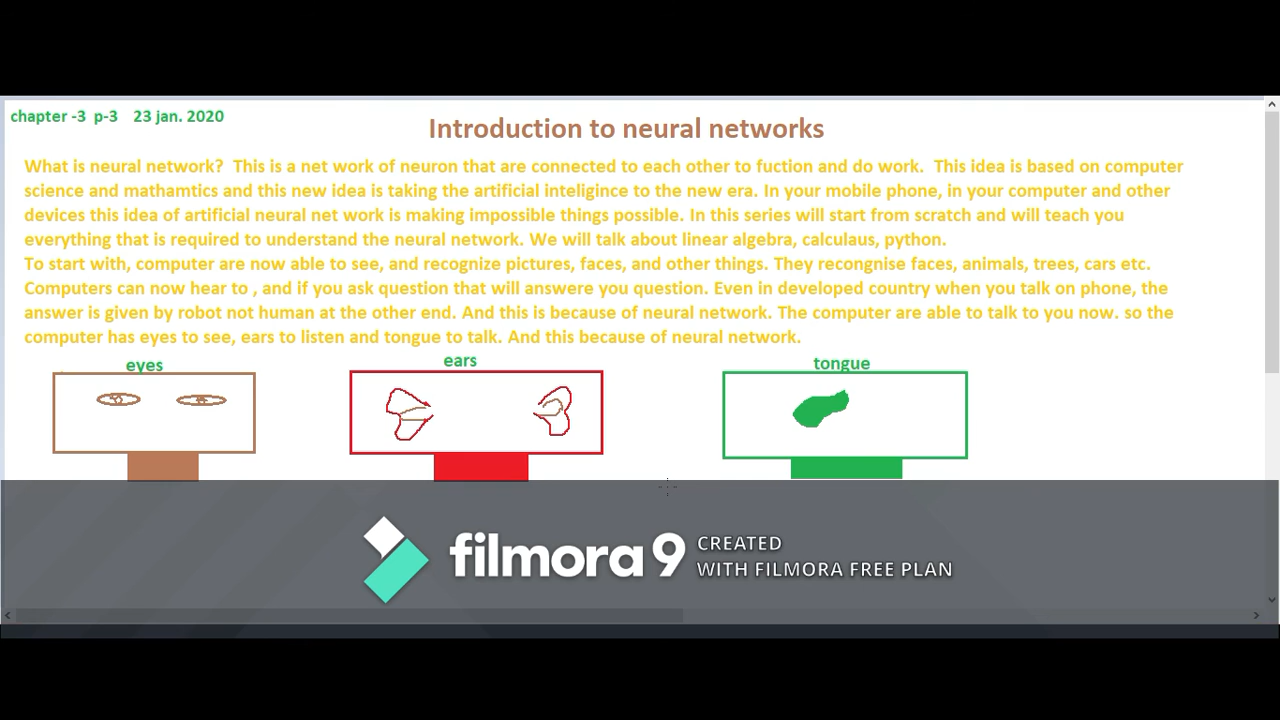 chapter -3 p-3 23 jan. 2020
Introduction to neural networks
What is neural network? This is a net work of neuron that are connected to each other to fuction and do work. This idea is based on computer
science and mathamtics and this new idea is taking the artificial inteligince to the new era. In your mobile phone, in your computer and other
devices this idea of artificial neural net work is making impossible things possible. In this series will start from scratch and will teach you
everything that is required to understand the neural network. We will talk about linear algebra, calculaus, python.
To start with, computer are now able to see, and recognize pictures, faces, and other things. They recongnise faces, animals, trees, cars etc.
Computers can now hear to , and if you ask question that will answere you question. Even in developed country when you talk on phone, the
answer is given by robot not human at the other end. And this is because of neural network. The computer are able to talk to you now. so the
computer has eyes to see, ears to listen and tongue to talk. And this because of neural network.
eyes ears tongue
filmora 9 CREATED
WITH FILMORA FREE PLAN